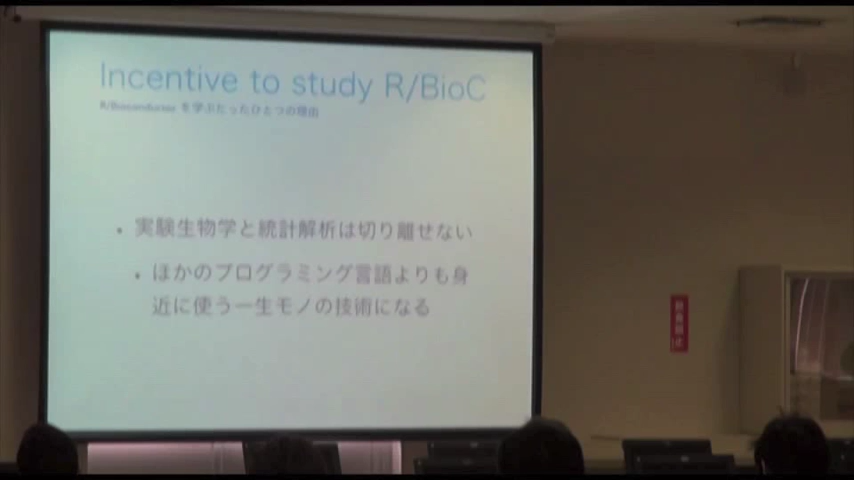 Incentive to study R/BioC
R/Bioconductor を学ぶたったひとつの理由
・実験生物学と統計解析は切り離せない
・ほかのプログラミング言語よりも身
近に使う一生モノの技術になる